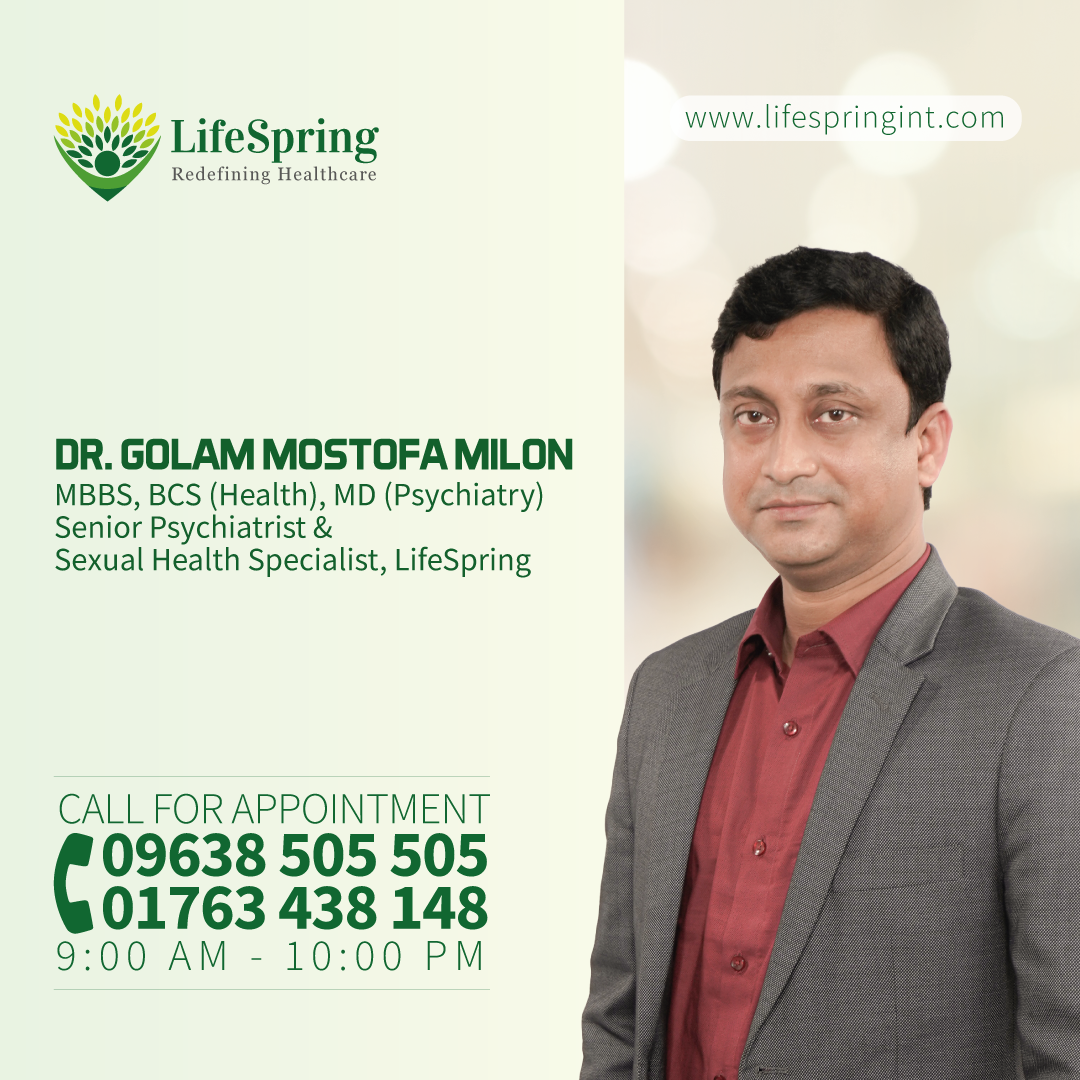 LifeSpring
Redefining Healthcare
www.lifespringint.com
DR. GOLAM MOSTOFA MILON
MBBS, BCS (Health), MD (Psychiatry)
Senior Psychiatrist &
Sexual Health Specialist, LifeSpring
CALL FOR APPOINTMENT
09638 505 505
01763 438 148
9:00 AM - 10:00 PM